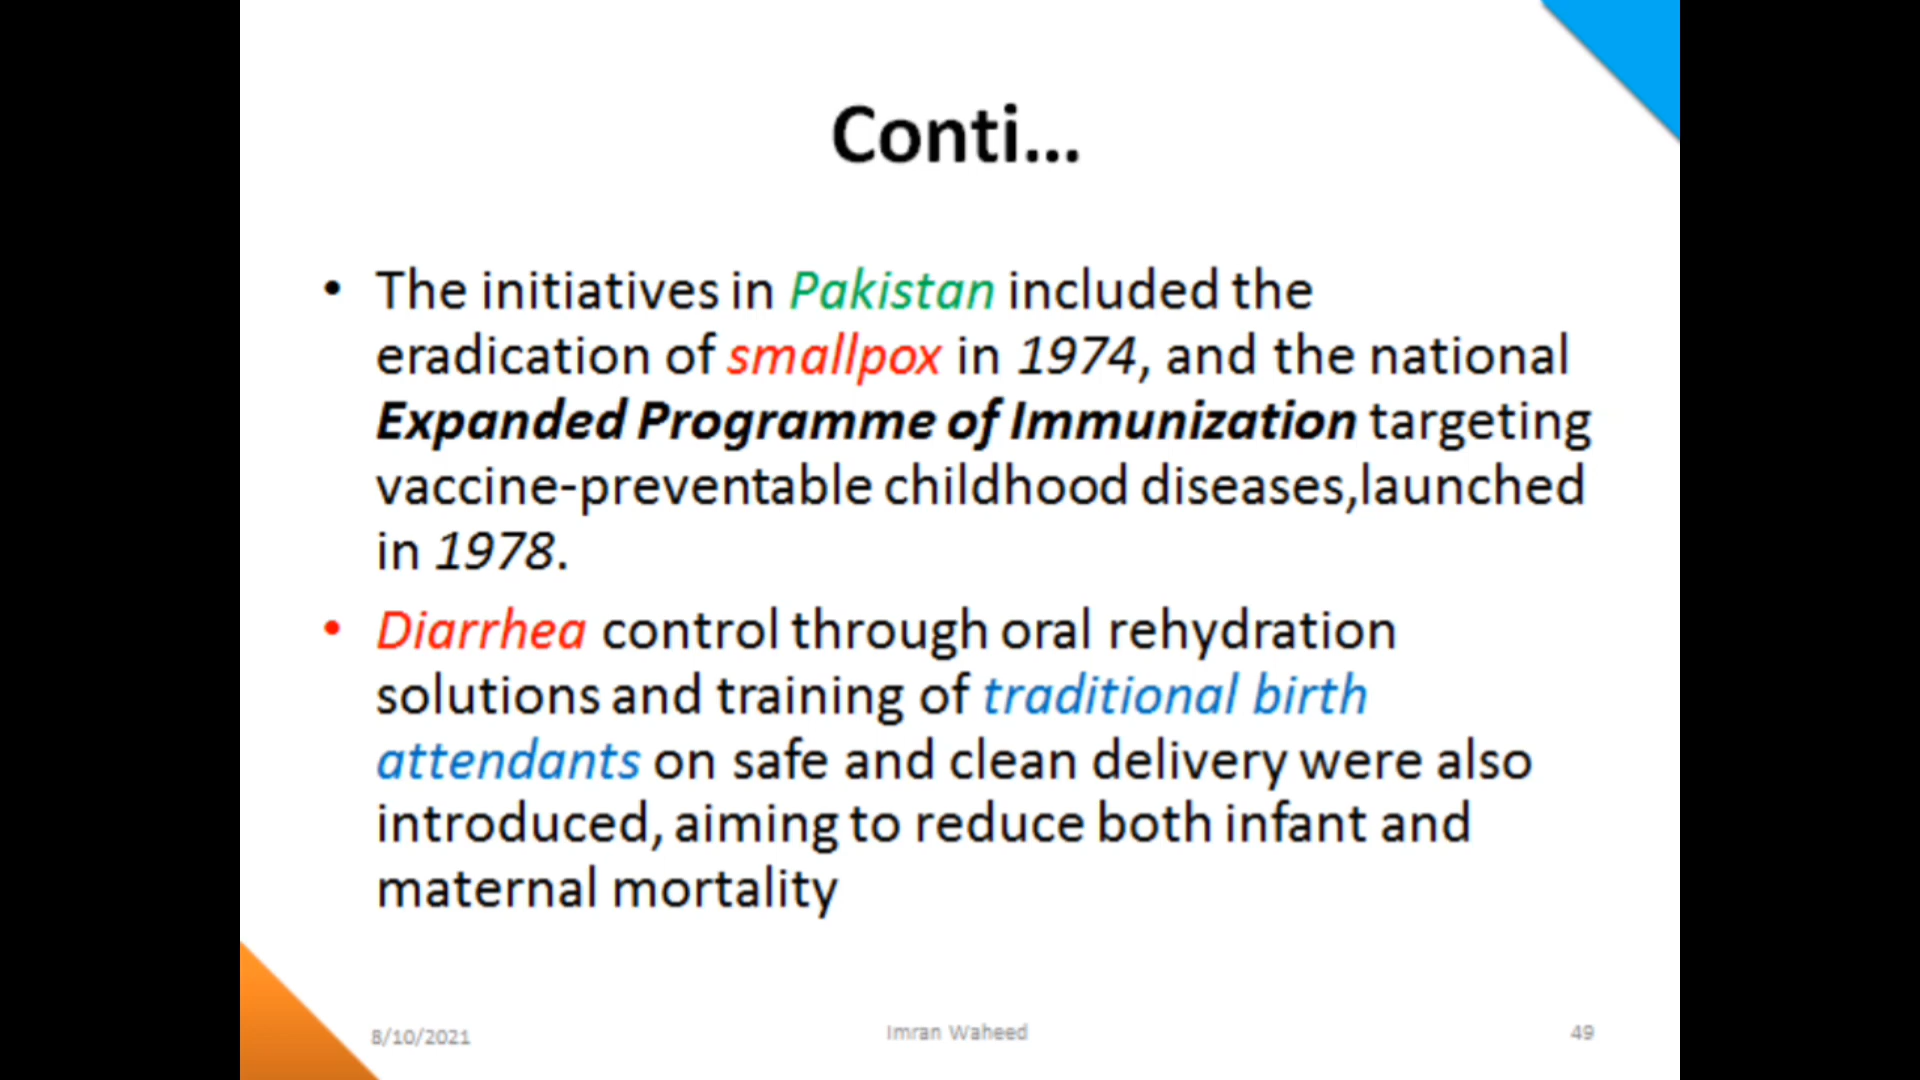 Conti...
• The initiatives in Pakistan included the
eradication of smallpox in 1974, and the national
Expanded Programme of Immunization targeting
vaccine-preventable childhood diseases,launched
in 1978.
• Diarrhea control through oral rehydration
solutions and training of traditional birth
attendants on safe and clean delivery were also
introduced, aiming to reduce both infant and
maternal mortality
8/10/2021
Imran Waheed
49